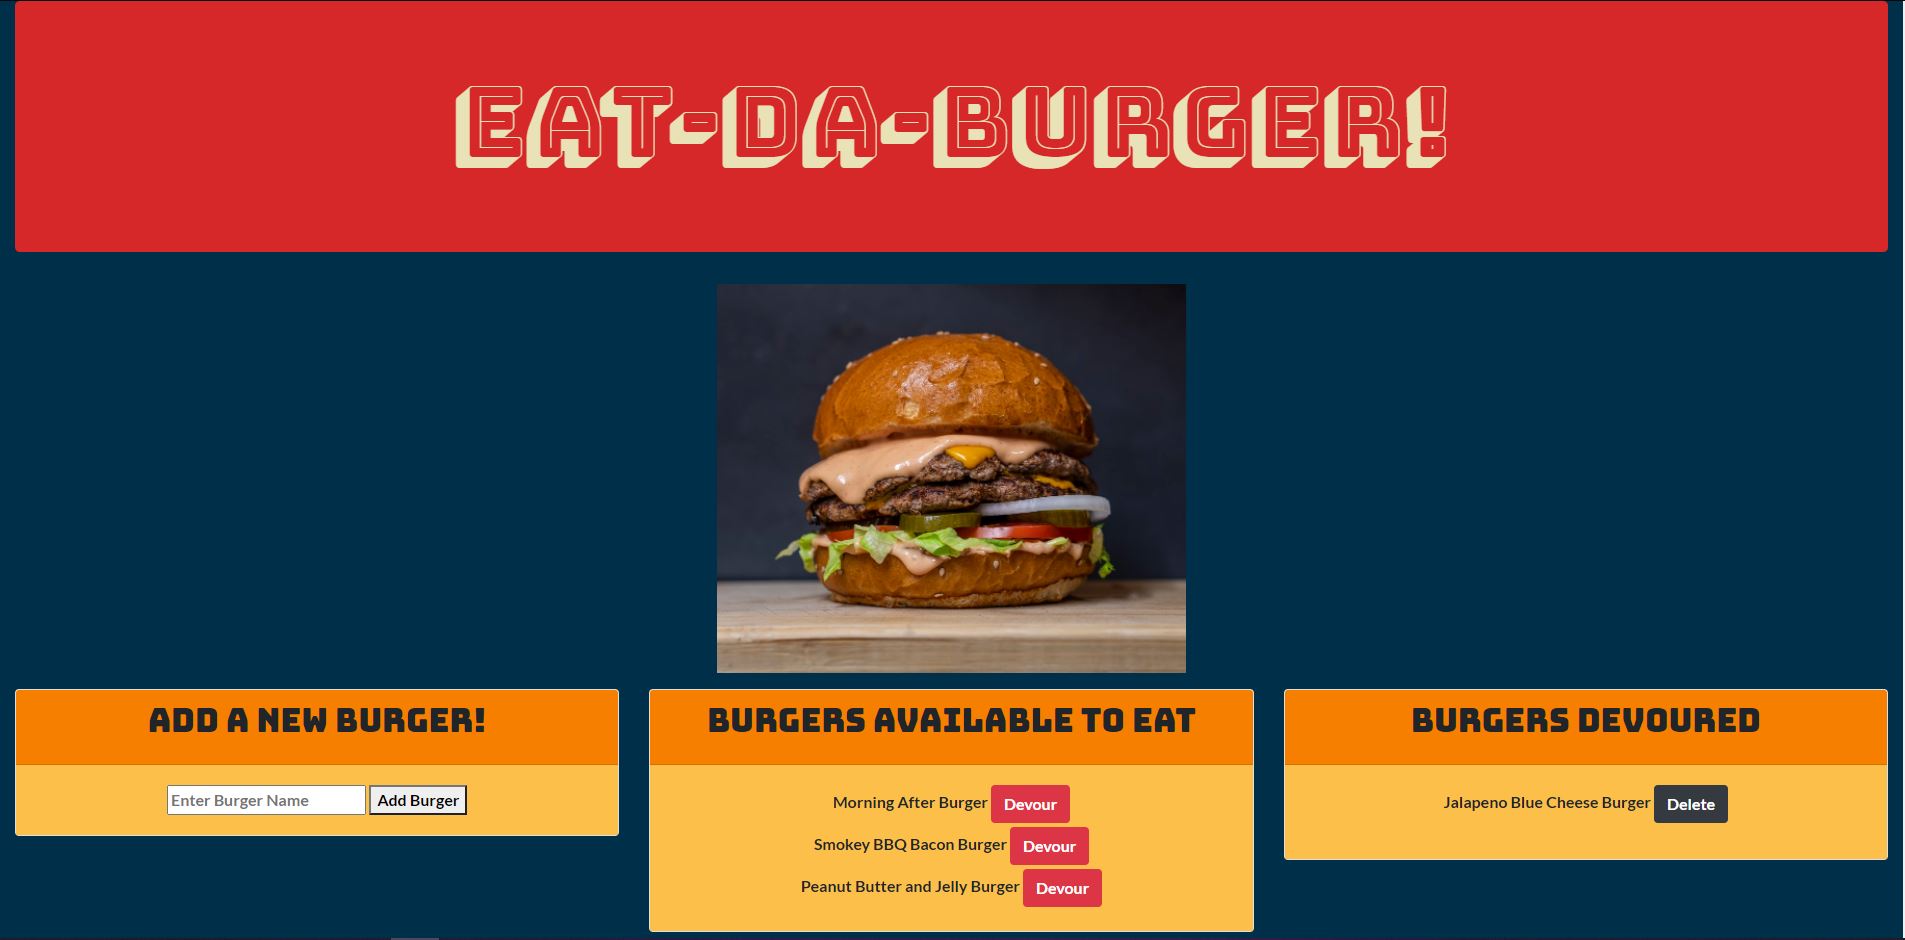 EAT-DA-BURGER!
ADD A NEW BURGER!
Enter Burger Name Add Burger
BURGERS AVAILABLE TO EAT
Morning After Burger Devour
Smokey BBQ Bacon Burger Devour
Peanut Butter and Jelly Burger Devour
BURGERS DEVOURED
Jalapeno Blue Cheese Burger Delete